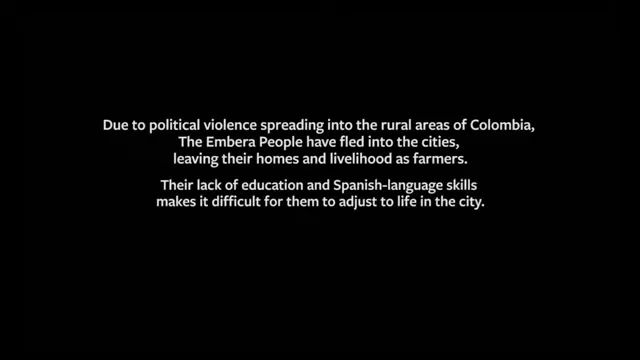 Due to political violence spreading into the rural areas of Colombia,
The Embera People have fled into the cities,
leaving their homes and livelihood as farmers.
Their lack of education and Spanish-language skills
makes it difficult for them to adjust to life in the city.